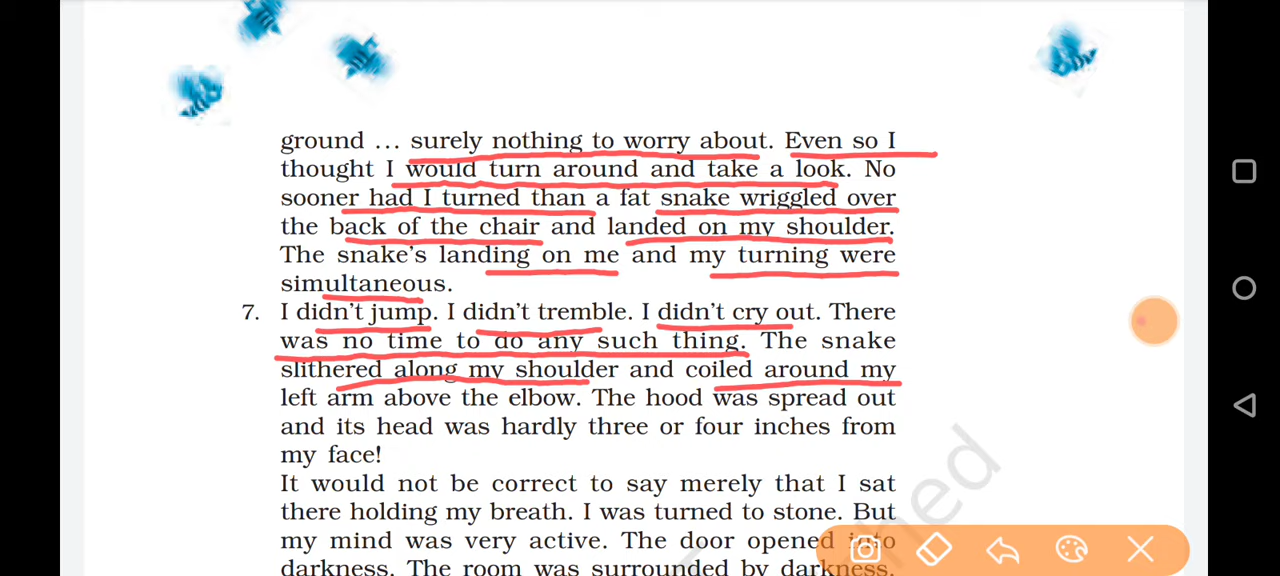 ground ... surely nothing to worry about. Even so I
thought I would turn around and take a look. No
sooner had I turned than a fat snake wriggled over
the back of the chair and landed on my shoulder.
The snake's landing on me and my turning were
simultaneous.
7. I didn't jump. I didn't tremble. I didn't cry out. There
was no time to do any such thing. The snake
slithered along my shoulder and coiled around my
left arm above the elbow. The hood was spread out
and its head was hardly three or four inches from
my face!
It would not be correct to say merely that I sat
there holding my breath. I was turned to stone. But
my mind was very active. The door opened into
darkness. The room was surrounded by darkness.